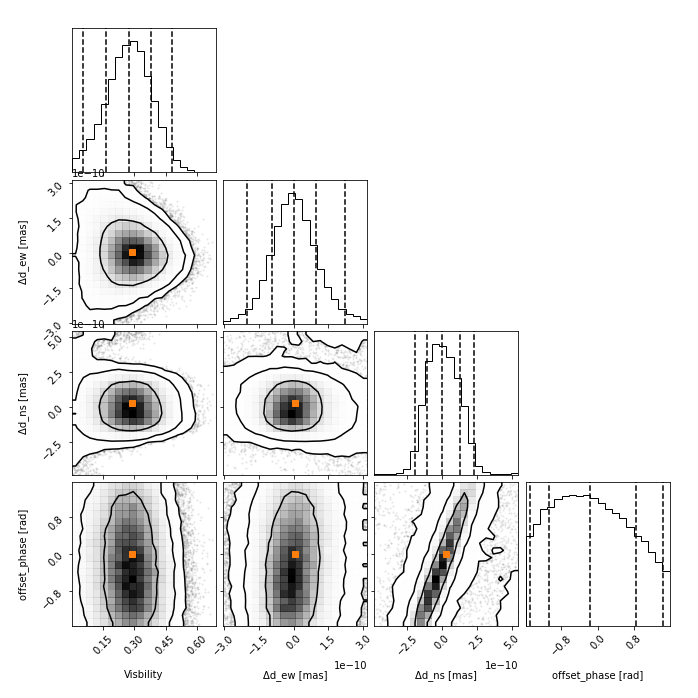 1e−10
3.0
1.5
0.0
−1.5
−3.0
Δd_ew [mas]
1e−10
5.0
2.5
0.0
−2.5
Δd_ns [mas]
0.8
0.0
−0.8
offset_phase [rad]
0.15 0.30 0.45 0.60
Visbility
−3.0 −1.5 0.0 1.5 3.0
1e−10
Δd_ew [mas]
−2.5 0.0 2.5 5.0
1e−10
Δd_ns [mas]
−0.8 0.0 0.8
offset_phase [rad]